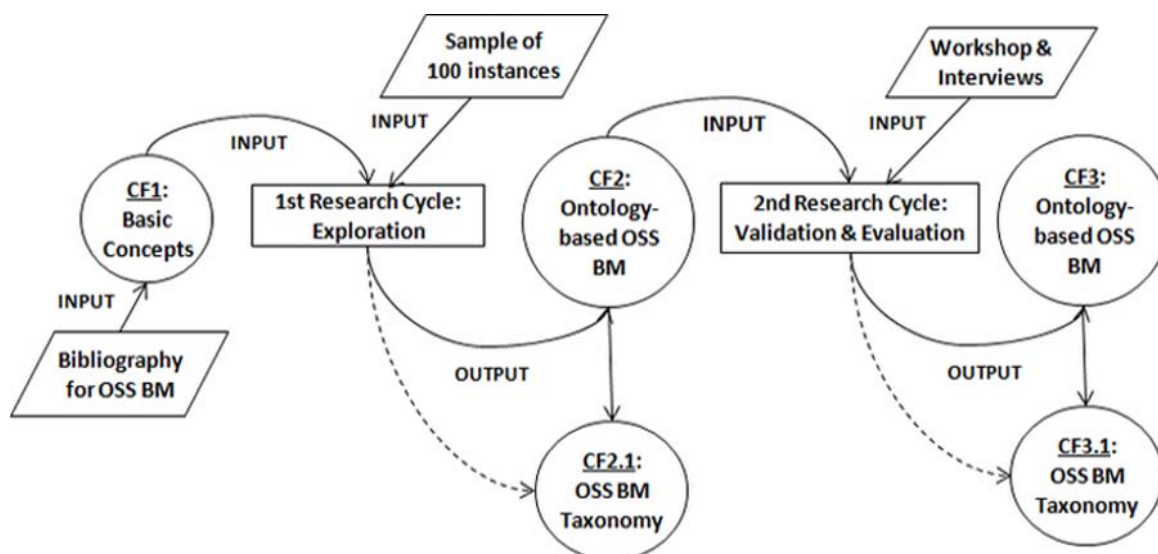 Sample of
100 instances
Workshop &
Interviews
INPUT
INPUT
INPUT
INPUT
CF1:
Basic
Concepts
1st Research Cycle:
Exploration
CF2:
Ontology-
based OSS
BM
2nd Research Cycle:
Validation & Evaluation
CF3:
Ontology-
based OSS
BM
INPUT
Bibliography
for OSS BM
OUTPUT
OUTPUT
CF2.1:
OSS BM
Taxonomy
CF3.1:
OSS BM
Taxonomy